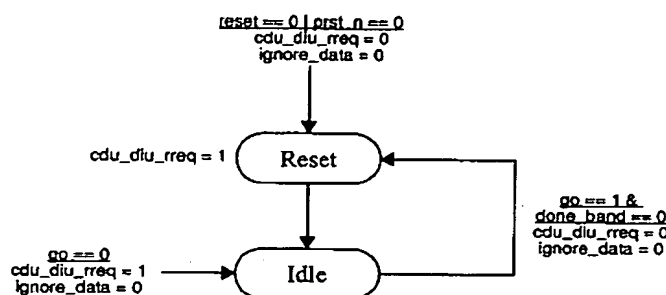 reset == 0 | prst_n == 0
cdu_diu_rreq = 0
ignore_data = 0
cdu_diu_rreq = 1
Reset
go == 1 &
done_band == 0
cdu_diu_rreq = 0
ignore_data = 0
go == 0
cdu_diu_rreq = 1
ignore_data = 0
Idle